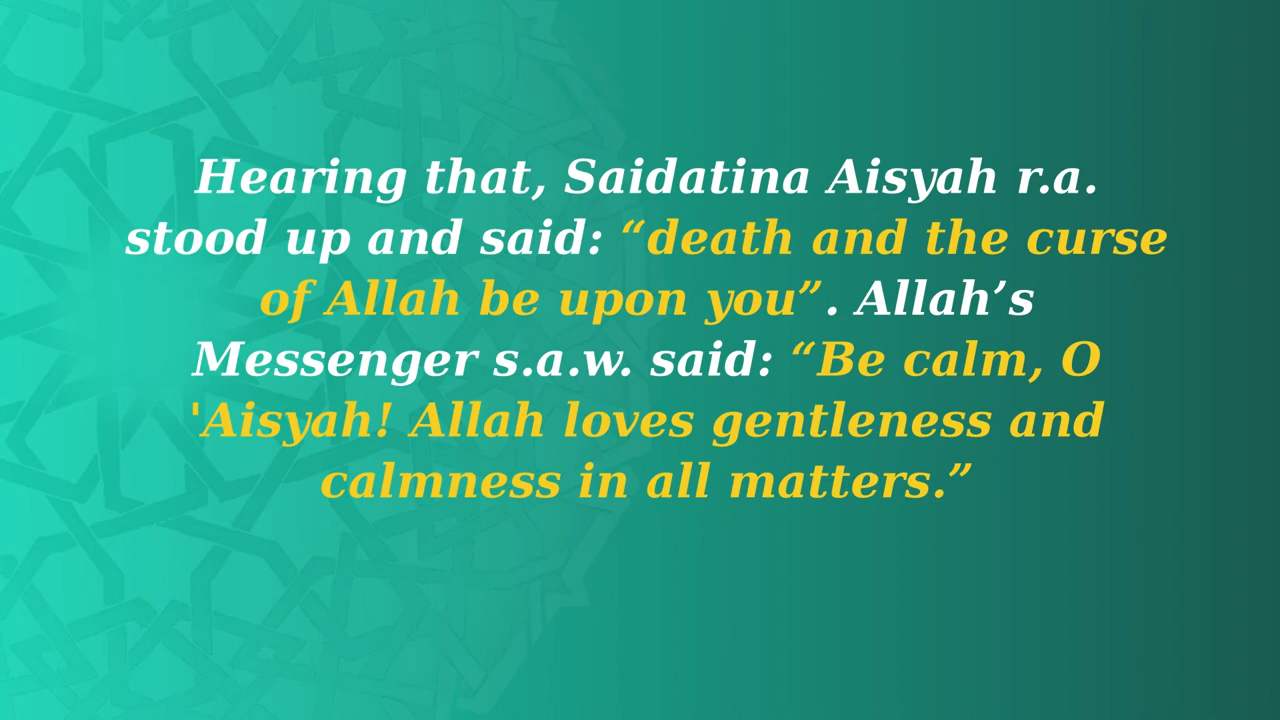 Hearing that, Saidatina Aisyah r.a.
stood up and said: “death and the curse
of Allah be upon you”. Allah’s
Messenger s.a.w. said: “Be calm, O
'Aisyah! Allah loves gentleness and
calmness in all matters.”